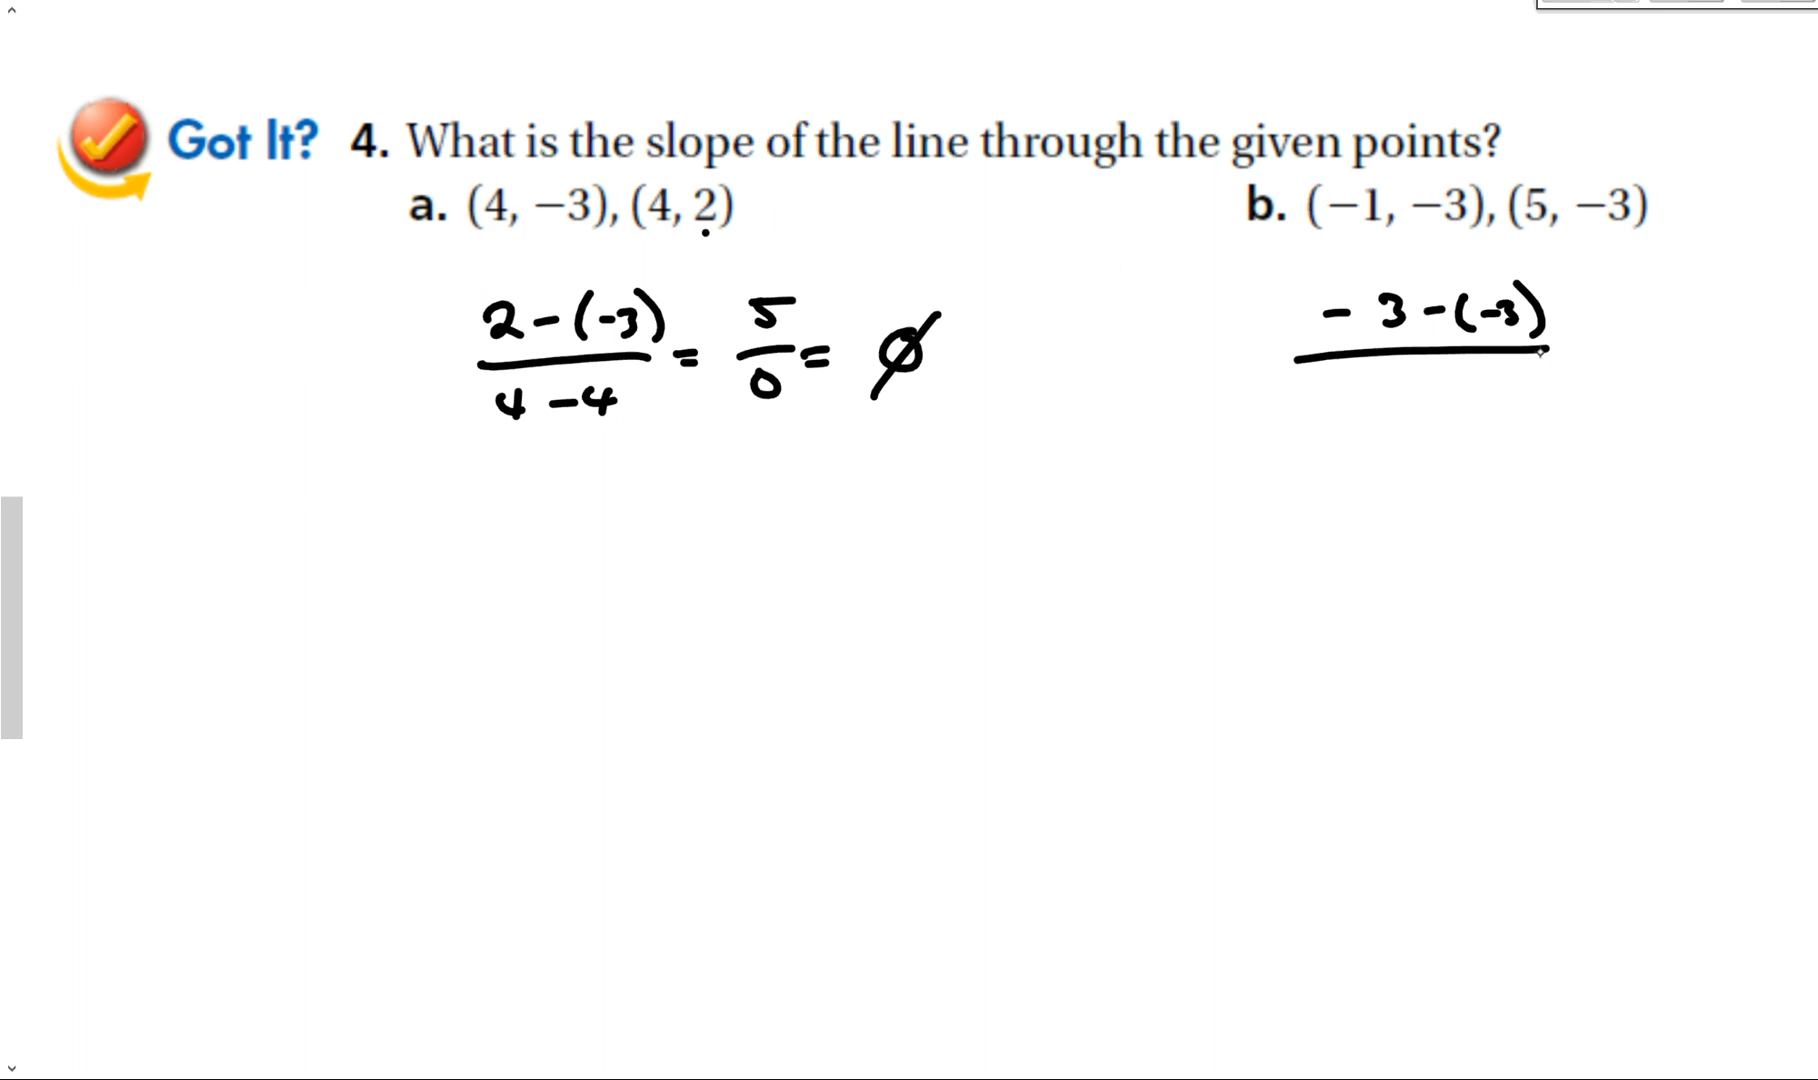 Got It? 4. What is the slope of the line through the given points?
a. (4, −3), (4, 2) b. (−1, −3), (5, −3)
2-(-3) / 4-4 = 5/0 = ∅
-3-(-3)